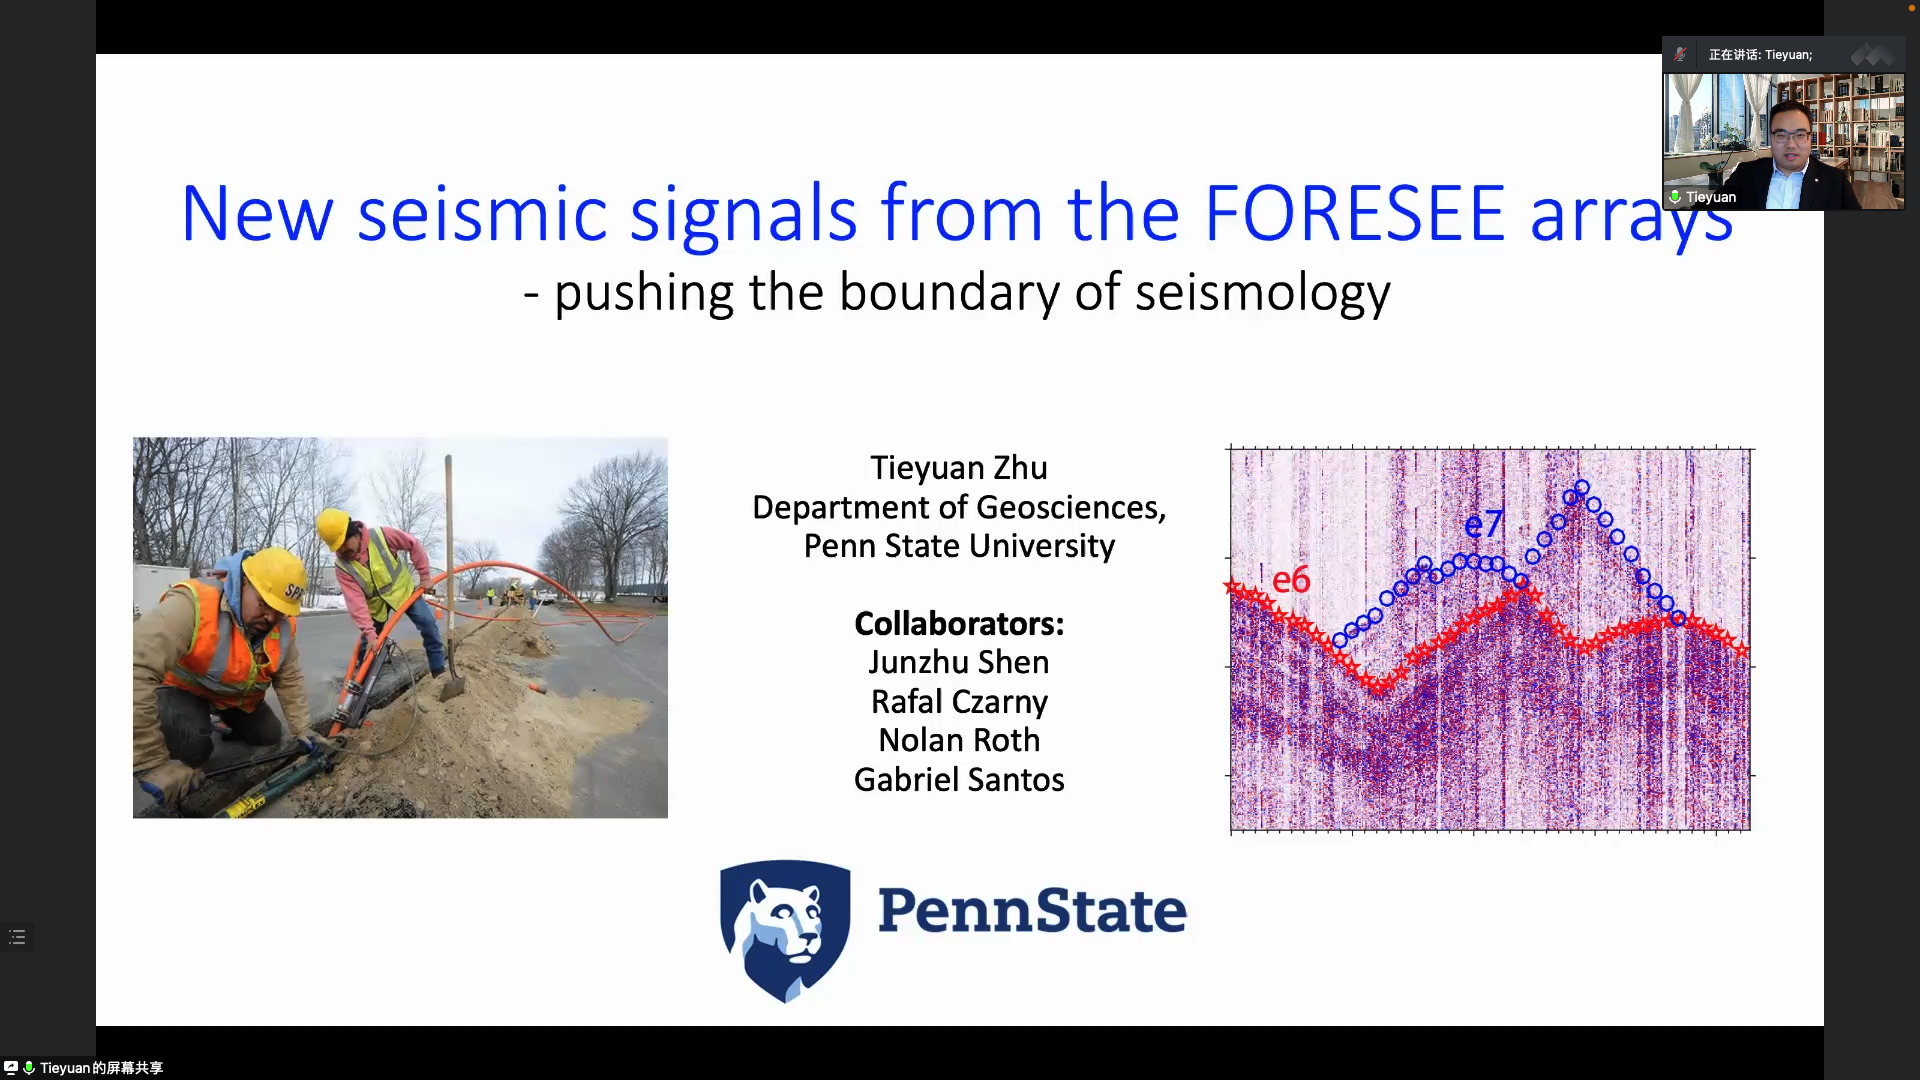 正在讲话: Tieyuan;
Tieyuan
New seismic signals from the FORESEE arrays
- pushing the boundary of seismology
Tieyuan Zhu
Department of Geosciences,
Penn State University
Collaborators:
Junzhu Shen
Rafal Czarny
Nolan Roth
Gabriel Santos
e7
e6
PennState
Tieyuan的屏幕共享